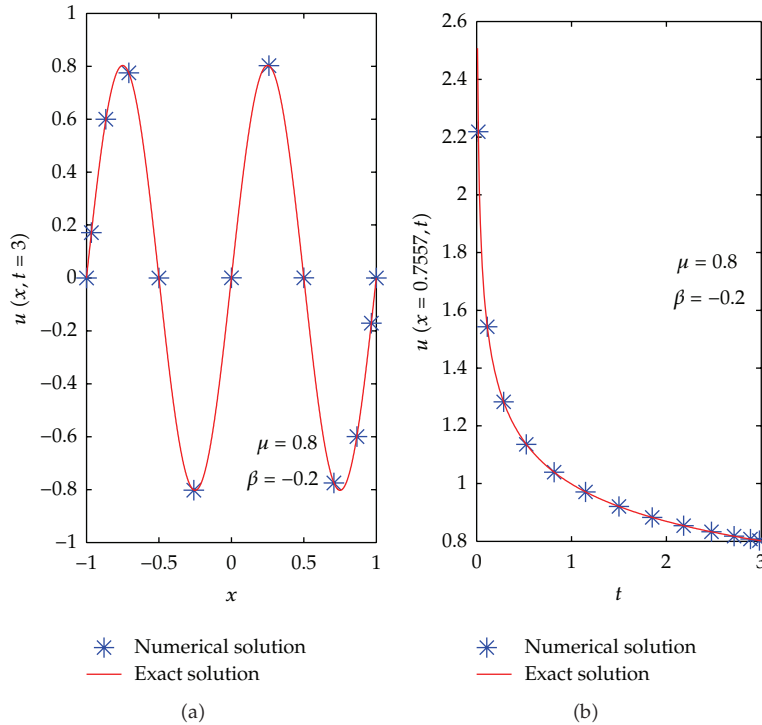 1
0.8
0.6
0.4
0.2
0
−0.2
−0.4
−0.6
−0.8
−1
u (x, t = 3)
μ = 0.8
β = −0.2
−1 −0.5 0 0.5 1
x
Numerical solution
Exact solution
(a)
2.6
2.4
2.2
2
1.8
1.6
1.4
1.2
1
0.8
u (x = 0.7557, t)
μ = 0.8
β = −0.2
0 1 2 3
t
Numerical solution
Exact solution
(b)